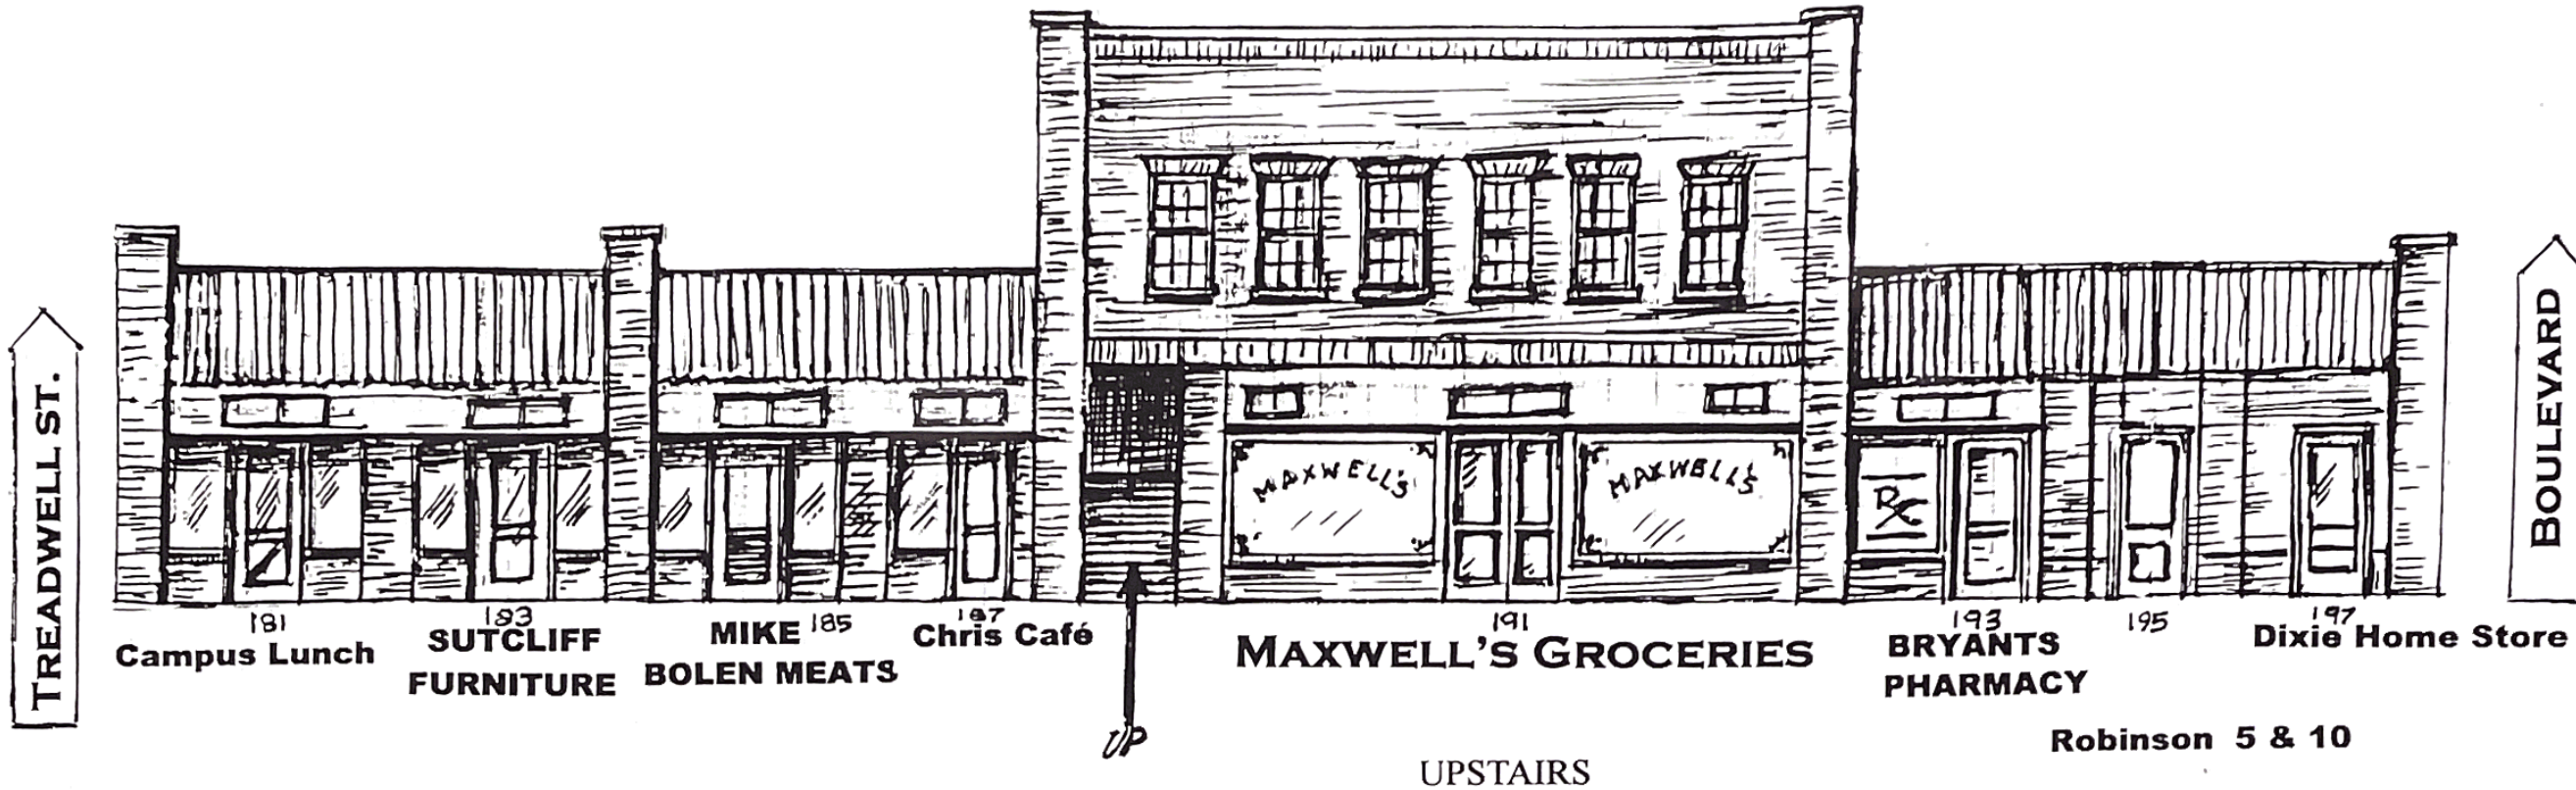 TREADWELL ST.
BOULEVARD
MAXWELL'S
MAXWELL'S
Rx
181
Campus Lunch
183
SUTCLIFF
FURNITURE
MIKE 185
BOLEN MEATS
187
Chris Café
191
MAXWELL'S GROCERIES
193
BRYANTS
PHARMACY
195
197
Dixie Home Store
Robinson 5 & 10
UP
UPSTAIRS